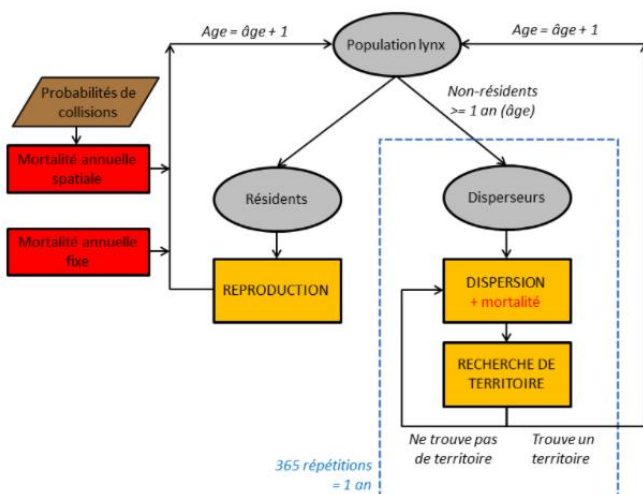 Age = âge + 1
Population lynx
Age = âge + 1
Probabilités de
collisions
Non-résidents
>= 1 an (âge)
Mortalité annuelle
spatiale
Résidents
Disperseurs
Mortalité annuelle
fixe
REPRODUCTION
DISPERSION
+ mortalité
RECHERCHE DE
TERRITOIRE
Ne trouve pas
de territoire
Trouve un
territoire
365 répétitions
= 1 an